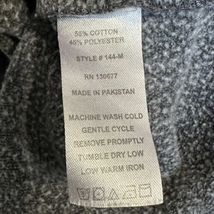 55% COTTON
45% POLYESTER
STYLE # 144-M
RN 130677
MADE IN PAKISTAN
MACHINE WASH COLD
GENTLE CYCLE
REMOVE PROMPTLY
TUMBLE DRY LOW
LOW WARM IRON